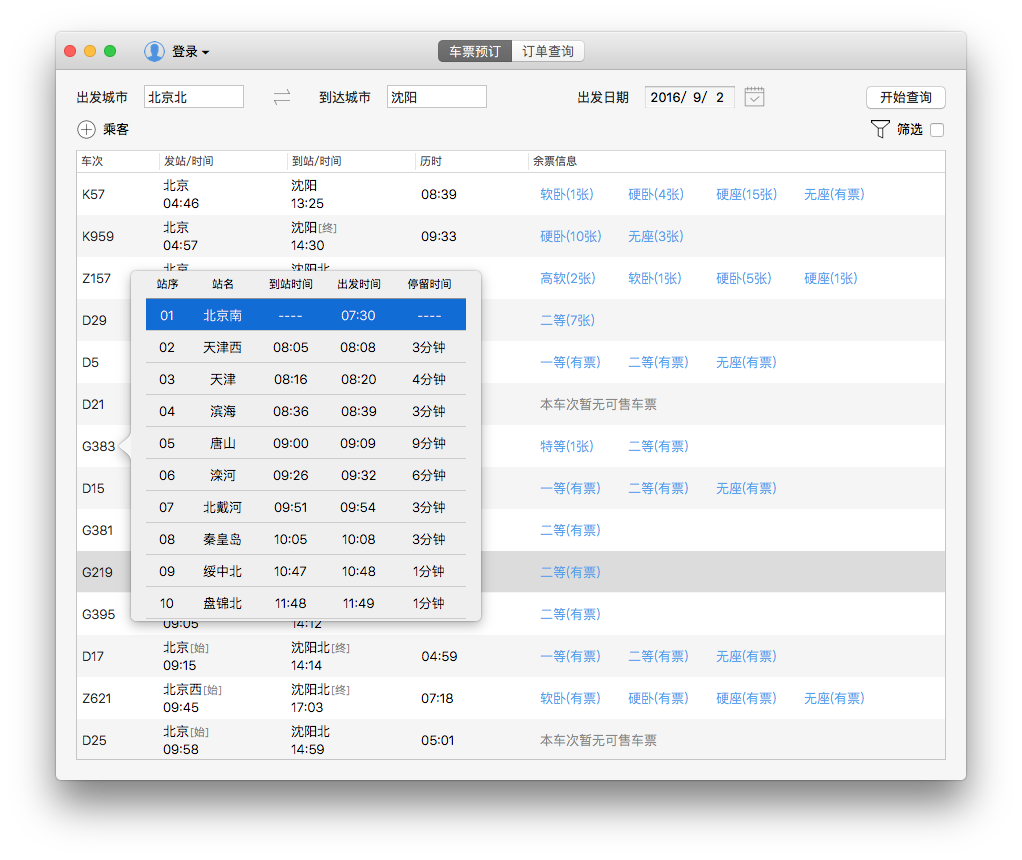 登录
车票预订 订单查询
出发城市 北京北 到达城市 沈阳 出发日期 2016/ 9/ 2 开始查询
乘客 筛选
车次 发站/时间 到站/时间 历时 余票信息
K57 北京 04:46 沈阳 13:25 08:39 软卧(1张) 硬卧(4张) 硬座(15张) 无座(有票)
K959 北京 04:57 沈阳[终] 14:30 09:33 硬卧(10张) 无座(3张)
Z157 北京 沈阳北 高软(2张) 软卧(1张) 硬卧(5张) 硬座(1张)
D29 二等(7张)
D5 一等(有票) 二等(有票) 无座(有票)
D21 本车次暂无可售车票
G383 特等(1张) 二等(有票)
D15 一等(有票) 二等(有票) 无座(有票)
G381 二等(有票)
G219 二等(有票)
G395 09:05 14:12 二等(有票)
D17 北京[始] 09:15 沈阳北[终] 14:14 04:59 一等(有票) 二等(有票) 无座(有票)
Z621 北京西[始] 09:45 沈阳北[终] 17:03 07:18 软卧(有票) 硬卧(有票) 硬座(有票) 无座(有票)
D25 北京[始] 09:58 沈阳北 14:59 05:01 本车次暂无可售车票
站序 站名 到站时间 出发时间 停留时间
01 北京南 ---- 07:30 ----
02 天津西 08:05 08:08 3分钟
03 天津 08:16 08:20 4分钟
04 滨海 08:36 08:39 3分钟
05 唐山 09:00 09:09 9分钟
06 滦河 09:26 09:32 6分钟
07 北戴河 09:51 09:54 3分钟
08 秦皇岛 10:05 10:08 3分钟
09 绥中北 10:47 10:48 1分钟
10 盘锦北 11:48 11:49 1分钟